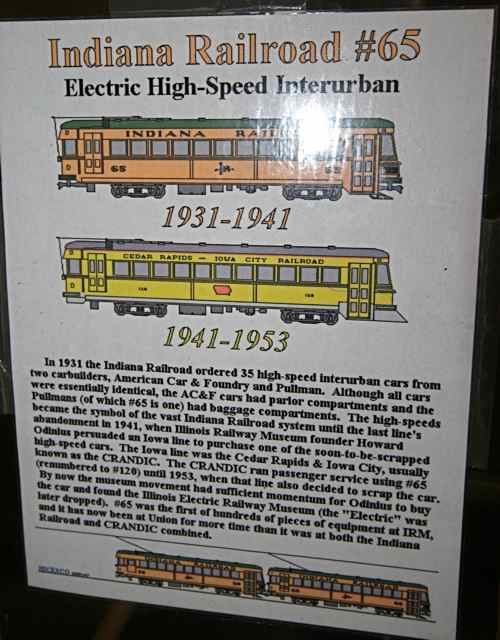 Indiana Railroad #65
Electric High-Speed Interurban
INDIANA
65
1931-1941
CEDAR RAPIDS – IOWA CITY RAILROAD
1941-1953
In 1931 the Indiana Railroad ordered 35 high-speed interurban cars from
two carbuilders, American Car & Foundry and Pullman. Although all cars
were essentially identical, the AC&F cars had parlor compartments and the
Pullmans (of which #65 is one) had baggage compartments. The high-speeds
became the symbol of the vast Indiana Railroad system until the last line's
abandonment in 1941, when Illinois Railway Museum founder Howard
Odinius persuaded an Iowa line to purchase one of the soon-to-be-scrapped
high-speed cars. The Iowa line was the Cedar Rapids & Iowa City, usually
known as the CRANDIC. The CRANDIC ran passenger service using #65
(renumbered to #120) until 1953, when that line also decided to scrap the car.
By now the museum movement had sufficient momentum for Odinius to buy
the car and found the Illinois Electric Railway Museum (the "Electric" was
later dropped). #65 was the first of hundreds of pieces of equipment at IRM,
and it has now been at Union for more time than it was at both the Indiana
Railroad and CRANDIC combined.
INDIANA RAILROAD INDIANA RAILROAD